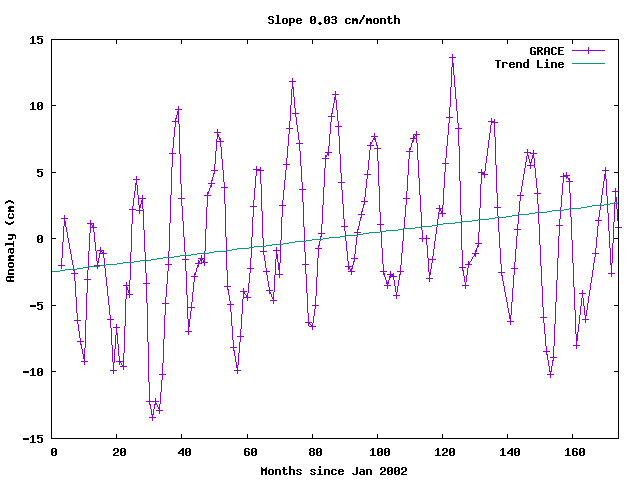 Slope 0.03 cm/month
GRACE
Trend Line
15
10
5
0
-5
-10
-15
Anomaly (cm)
0 20 40 60 80 100 120 140 160
Months since Jan 2002